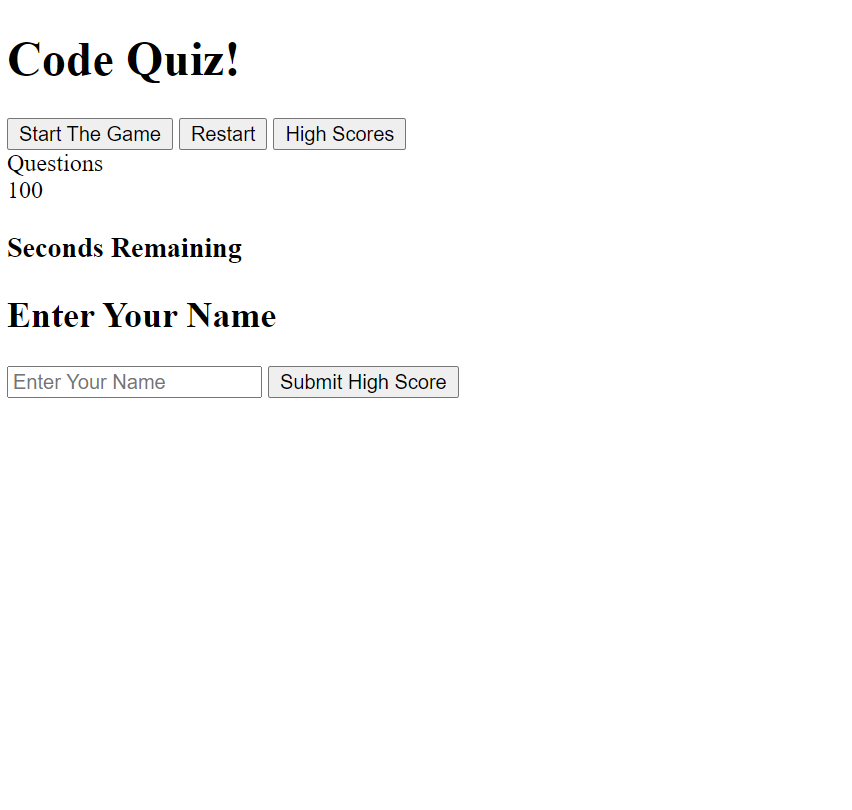 Code Quiz!
Start The Game Restart High Scores
Questions
100
Seconds Remaining
Enter Your Name
Enter Your Name Submit High Score